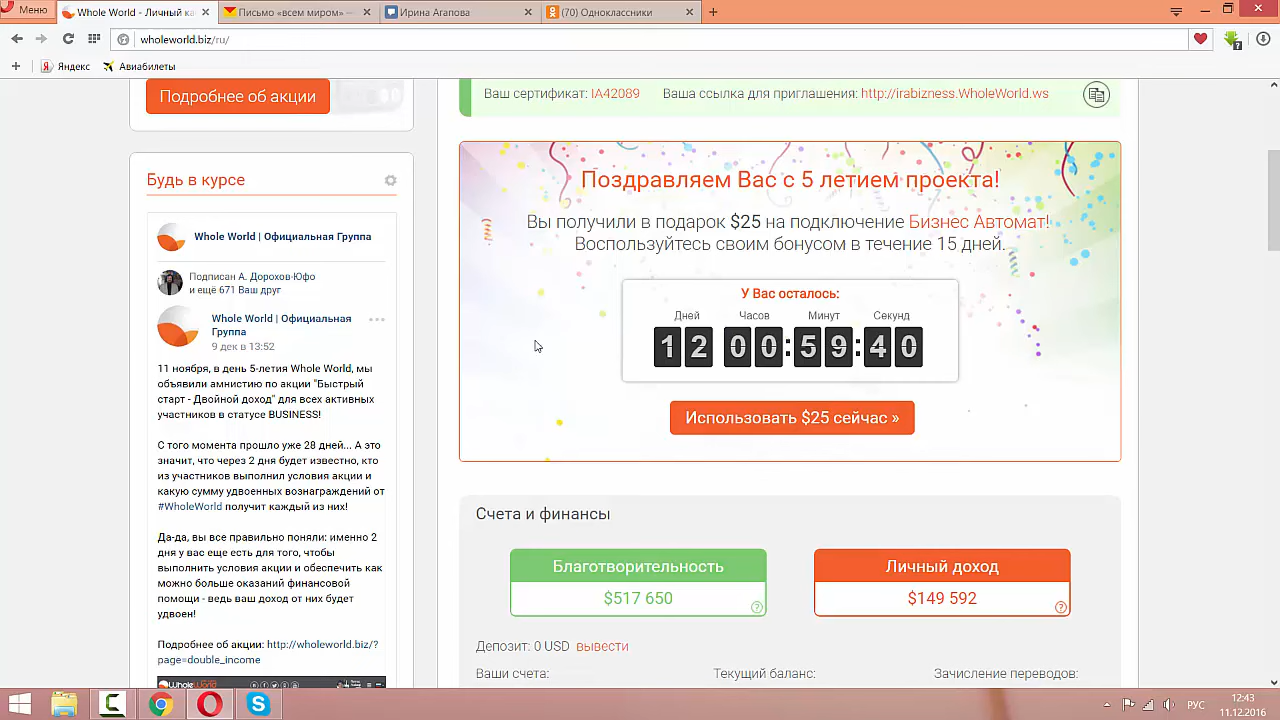 Меню
Whole World - Личный ка
Письмо «всем миром» —
Ирина Агапова
(70) Одноклассники
wholeworld.biz/ru/
Яндекс
Авиабилеты
Подробнее об акции
Ваш сертификат: IA42089 Ваша ссылка для приглашения: http://irabizness.WholeWorld.ws
Будь в курсе
Whole World | Официальная Группа
Подписан А. Дорохов-Юфо
и ещё 671 Ваш друг
Whole World | Официальная
Группа
9 дек в 13:52
11 ноября, в день 5-летия Whole World, мы
объявили амнистию по акции "Быстрый
старт - Двойной доход" для всех активных
участников в статусе BUSINESS!
С того момента прошло уже 28 дней... А это
значит, что через 2 дня будет известно, кто
из участников выполнил условия акции и
какую сумму удвоенных вознаграждений от
#WholeWorld получит каждый из них!
Да-да, вы все правильно поняли: именно 2
дня у вас еще есть для того, чтобы
выполнить условия акции и обеспечить как
можно больше оказаний финансовой
помощи - ведь ваш доход от них будет
удвоен!
Подробнее об акции: http://wholeworld.biz/?
page=double_income
Поздравляем Вас с 5 летием проекта!
Вы получили в подарок $25 на подключение Бизнес Автомат!
Воспользуйтесь своим бонусом в течение 15 дней.
У Вас осталось:
Дней Часов Минут Секунд
12 00:59:40
Использовать $25 сейчас »
Счета и финансы
Благотворительность
$517 650
Личный доход
$149 592
Депозит: 0 USD вывести
Ваши счета: Текущий баланс: Зачисление переводов:
РУС
12:43
11.12.2016